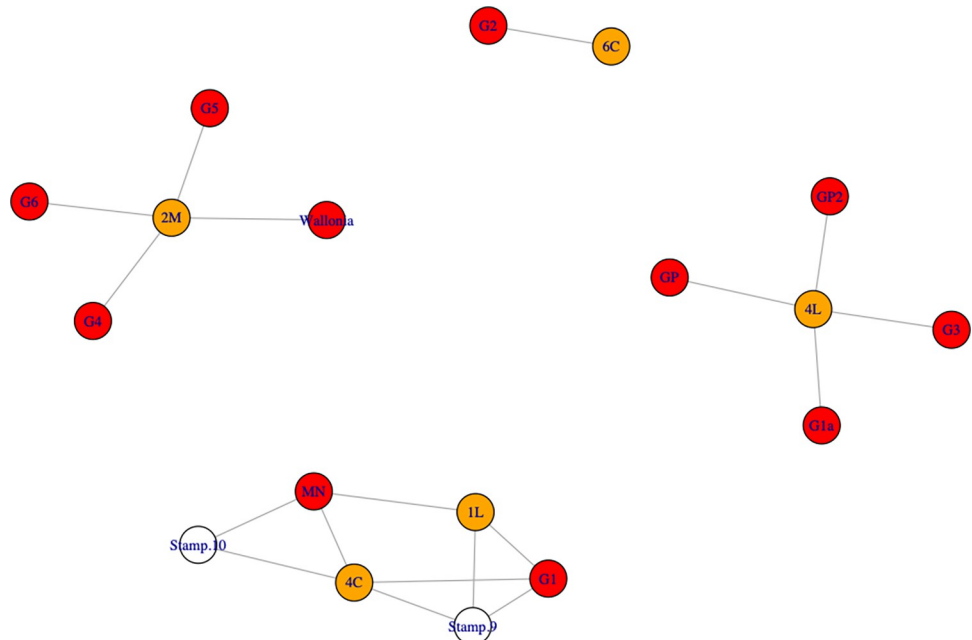 G2
6C
G5
GP2
G6
2M
Wallonia
GP
4L
G4
G3
G1a
MN
1L
Stamp.10
4C
G1
Stamp.9